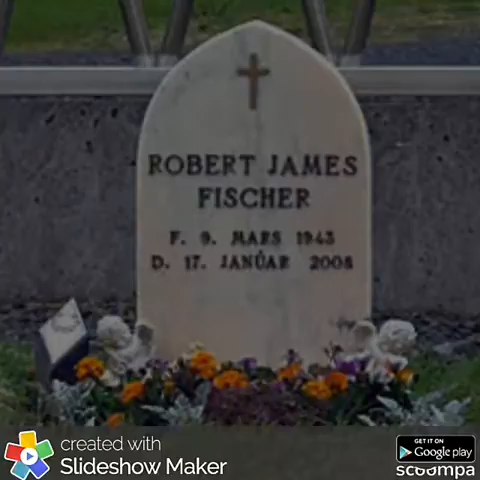 ROBERT JAMES
FISCHER
F. 9. MARS 1943
D. 17. JANÚAR 2008
created with
Slideshow Maker
GET IT ON
Google play
scoompa